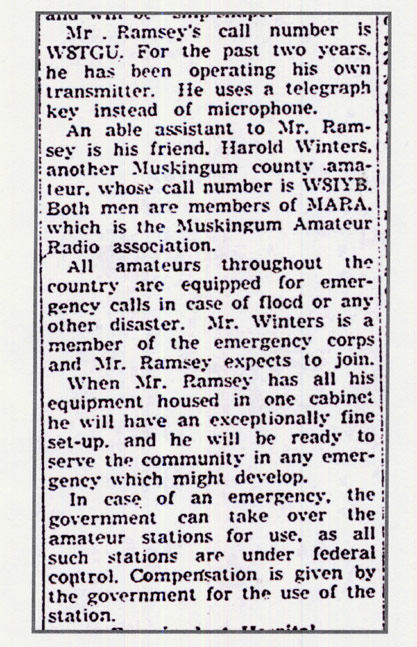 and will be ship-shape.
Mr. Ramsey's call number is
W8TGU. For the past two years,
he has been operating his own
transmitter. He uses a telegraph
key instead of microphone.
An able assistant to Mr. Ram-
sey is his friend, Harold Winters,
another Muskingum county ama-
teur, whose call number is W8IYB.
Both men are members of MARA,
which is the Muskingum Amateur
Radio association.
All amateurs throughout the
country are equipped for emer-
gency calls in case of flood or any
other disaster. Mr. Winters is a
member of the emergency corps
and Mr. Ramsey expects to join.
When Mr. Ramsey has all his
equipment housed in one cabinet
he will have an exceptionally fine
set-up, and he will be ready to
serve the community in any emer-
gency which might develop.
In case of an emergency, the
government can take over the
amateur stations for use, as all
such stations are under federal
control. Compensation is given by
the government for the use of the
station.
Hospital